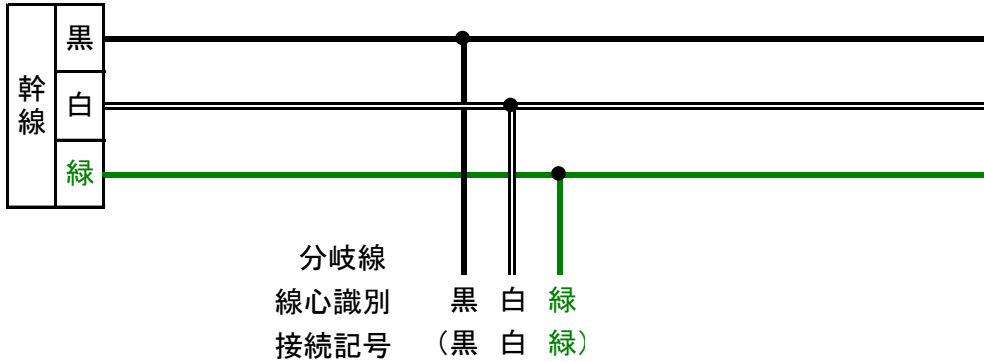 幹線
黒
白
緑
分岐線
線心識別 黒 白 緑
接続記号 （黒 白 緑）